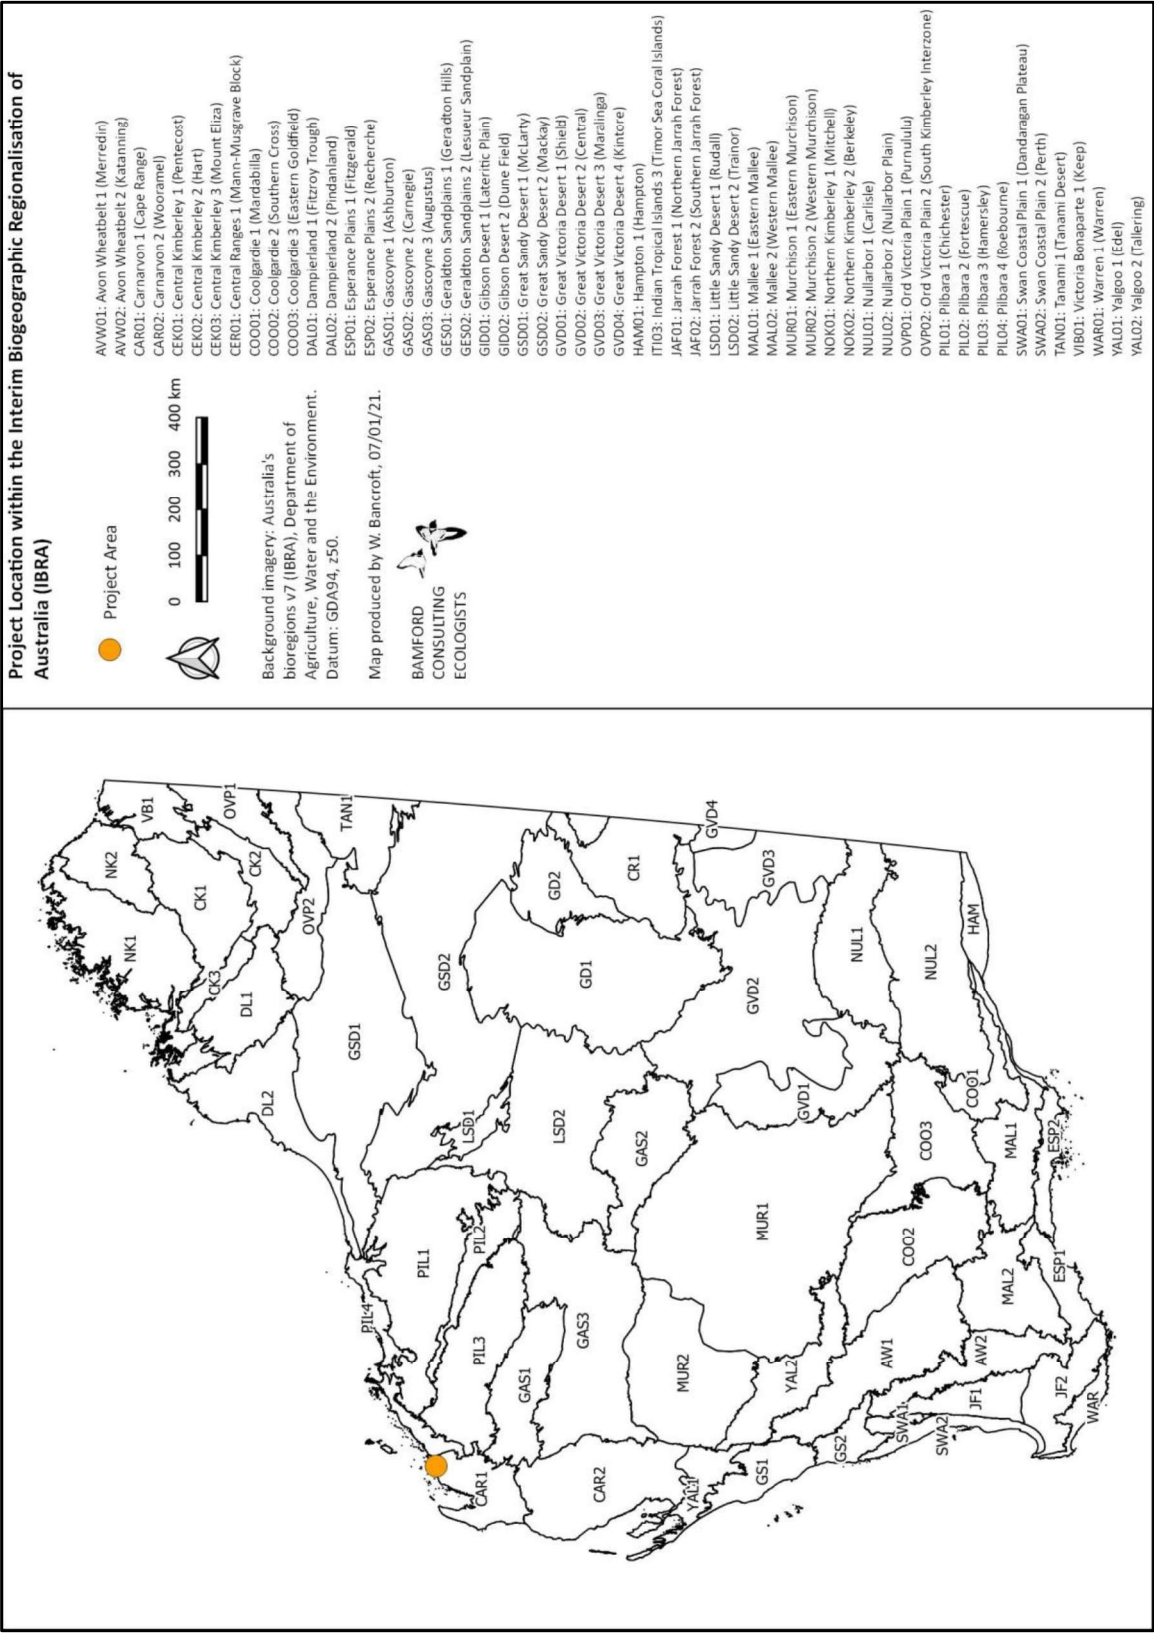 Project Location within the Interim Biogeographic Regionalisation of
Australia (IBRA)
Project Area
0 100 200 300 400 km
Background imagery: Australia's
bioregions v7 (IBRA), Department of
Agriculture, Water and the Environment.
Datum: GDA94, z50.
Map produced by W. Bancroft, 07/01/21.
BAMFORD
CONSULTING
ECOLOGISTS
AVW01: Avon Wheatbelt 1 (Merredin)
AVW02: Avon Wheatbelt 2 (Katanning)
CAR01: Carnarvon 1 (Cape Range)
CAR02: Carnarvon 2 (Wooramel)
CEK01: Central Kimberley 1 (Pentecost)
CEK02: Central Kimberley 2 (Hart)
CEK03: Central Kimberley 3 (Mount Eliza)
CER01: Central Ranges 1 (Mann-Musgrave Block)
COO01: Coolgardie 1 (Mardabilla)
COO02: Coolgardie 2 (Southern Cross)
COO03: Coolgardie 3 (Eastern Goldfield)
DAL01: Dampierland 1 (Fitzroy Trough)
DAL02: Dampierland 2 (Pindanland)
ESP01: Esperance Plains 1 (Fitzgerald)
ESP02: Esperance Plains 2 (Recherche)
GAS01: Gascoyne 1 (Ashburton)
GAS02: Gascoyne 2 (Carnegie)
GAS03: Gascoyne 3 (Augustus)
GES01: Geraldton Sandplains 1 (Geradton Hills)
GES02: Geraldton Sandplains 2 (Lesueur Sandplain)
GID01: Gibson Desert 1 (Lateritic Plain)
GID02: Gibson Desert 2 (Dune Field)
GSD01: Great Sandy Desert 1 (McLarty)
GSD02: Great Sandy Desert 2 (Mackay)
GVD01: Great Victoria Desert 1 (Shield)
GVD02: Great Victoria Desert 2 (Central)
GVD03: Great Victoria Desert 3 (Maralinga)
GVD04: Great Victoria Desert 4 (Kintore)
HAM01: Hampton 1 (Hampton)
ITI03: Indian Tropical Islands 3 (Timor Sea Coral Islands)
JAF01: Jarrah Forest 1 (Northern Jarrah Forest)
JAF02: Jarrah Forest 2 (Southern Jarrah Forest)
LSD01: Little Sandy Desert 1 (Rudall)
LSD02: Little Sandy Desert 2 (Trainor)
MAL01: Mallee 1 (Eastern Mallee)
MAL02: Mallee 2 (Western Mallee)
MUR01: Murchison 1 (Eastern Murchison)
MUR02: Murchison 2 (Western Murchison)
NOK01: Northern Kimberley 1 (Mitchell)
NOK02: Northern Kimberley 2 (Berkeley)
NUL01: Nullarbor 1 (Carlisle)
NUL02: Nullarbor 2 (Nullarbor Plain)
OVP01: Ord Victoria Plain 1 (Purnululu)
OVP02: Ord Victoria Plain 2 (South Kimberley Interzone)
PIL01: Pilbara 1 (Chichester)
PIL02: Pilbara 2 (Fortescue)
PIL03: Pilbara 3 (Hamersley)
PIL04: Pilbara 4 (Roebourne)
SWA01: Swan Coastal Plain 1 (Dandaragan Plateau)
SWA02: Swan Coastal Plain 2 (Perth)
TAN01: Tanami 1 (Tanami Desert)
VIB01: Victoria Bonaparte 1 (Keep)
WAR01: Warren 1 (Warren)
YAL01: Yalgoo 1 (Edel)
YAL02: Yalgoo 2 (Tallering)
NK2
VB1
NK1
CK1
OVP1
CK2
CK3
DL1
OVP2
TAN1
DL2
GSD1
PIL4
PIL1
GSD2
LSD1
PIL2
PIL3
CAR1
GAS1
LSD2
GD2
GD1
CR1
GAS3
GAS2
CAR2
MUR2
GVD4
YAL1
GVD2
GVD3
MUR1
GS1
YAL2
GVD1
NUL1
GS2
AW1
SWA1
COO2
COO3
NUL2
SWA2
JF1
AW2
COO1
HAM
MAL2
MAL1
JF2
ESP1
ESP2
WAR